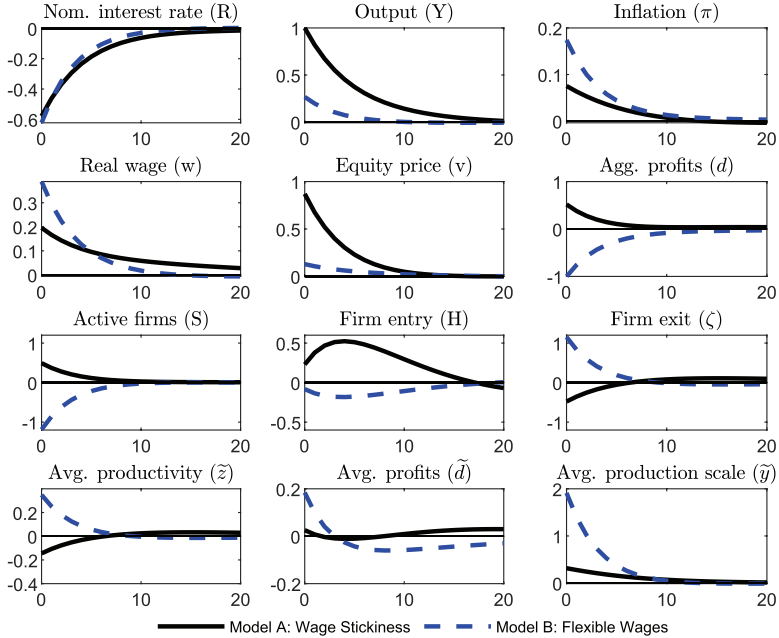 Nom. interest rate (R)
Output (Y)
Inflation (π)
0
-0.2
-0.4
-0.6
0 10 20
1
0.5
0
0 10 20
0.2
0.1
0
0 10 20
Real wage (w)
Equity price (v)
Agg. profits (d)
0.3
0.2
0.1
0
0 10 20
1
0.5
0
0 10 20
1
0
-1
0 10 20
Active firms (S)
Firm entry (H)
Firm exit (ζ)
1
0
-1
0 10 20
0.5
0
-0.5
0 10 20
1
0
-1
0 10 20
Avg. productivity (z̃)
Avg. profits (d̃)
Avg. production scale (ỹ)
0.2
0
-0.2
-0.4
0 10 20
0.2
0
-0.2
0 10 20
2
1
0
0 10 20
Model A: Wage Stickiness
Model B: Flexible Wages